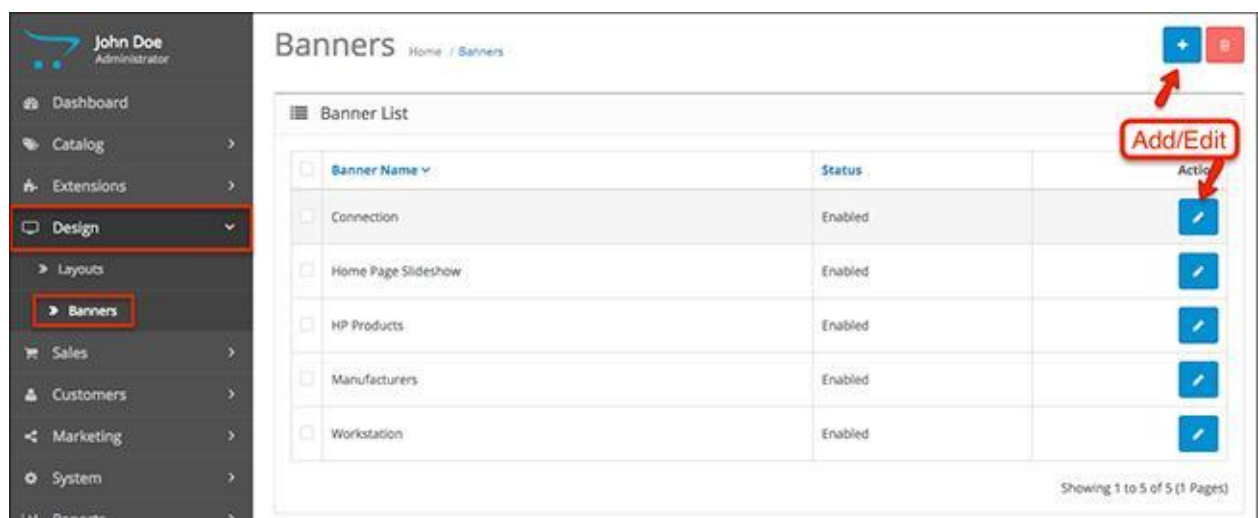 John Doe
Administrator
Dashboard
Catalog
Extensions
Design
Layouts
Banners
Sales
Customers
Marketing
System
Reports
Banners Home / Banners
Banner List
Add/Edit
Banner Name Status Action
Connection Enabled
Home Page Slideshow Enabled
HP Products Enabled
Manufacturers Enabled
Workstation Enabled
Showing 1 to 5 of 5 (1 Pages)